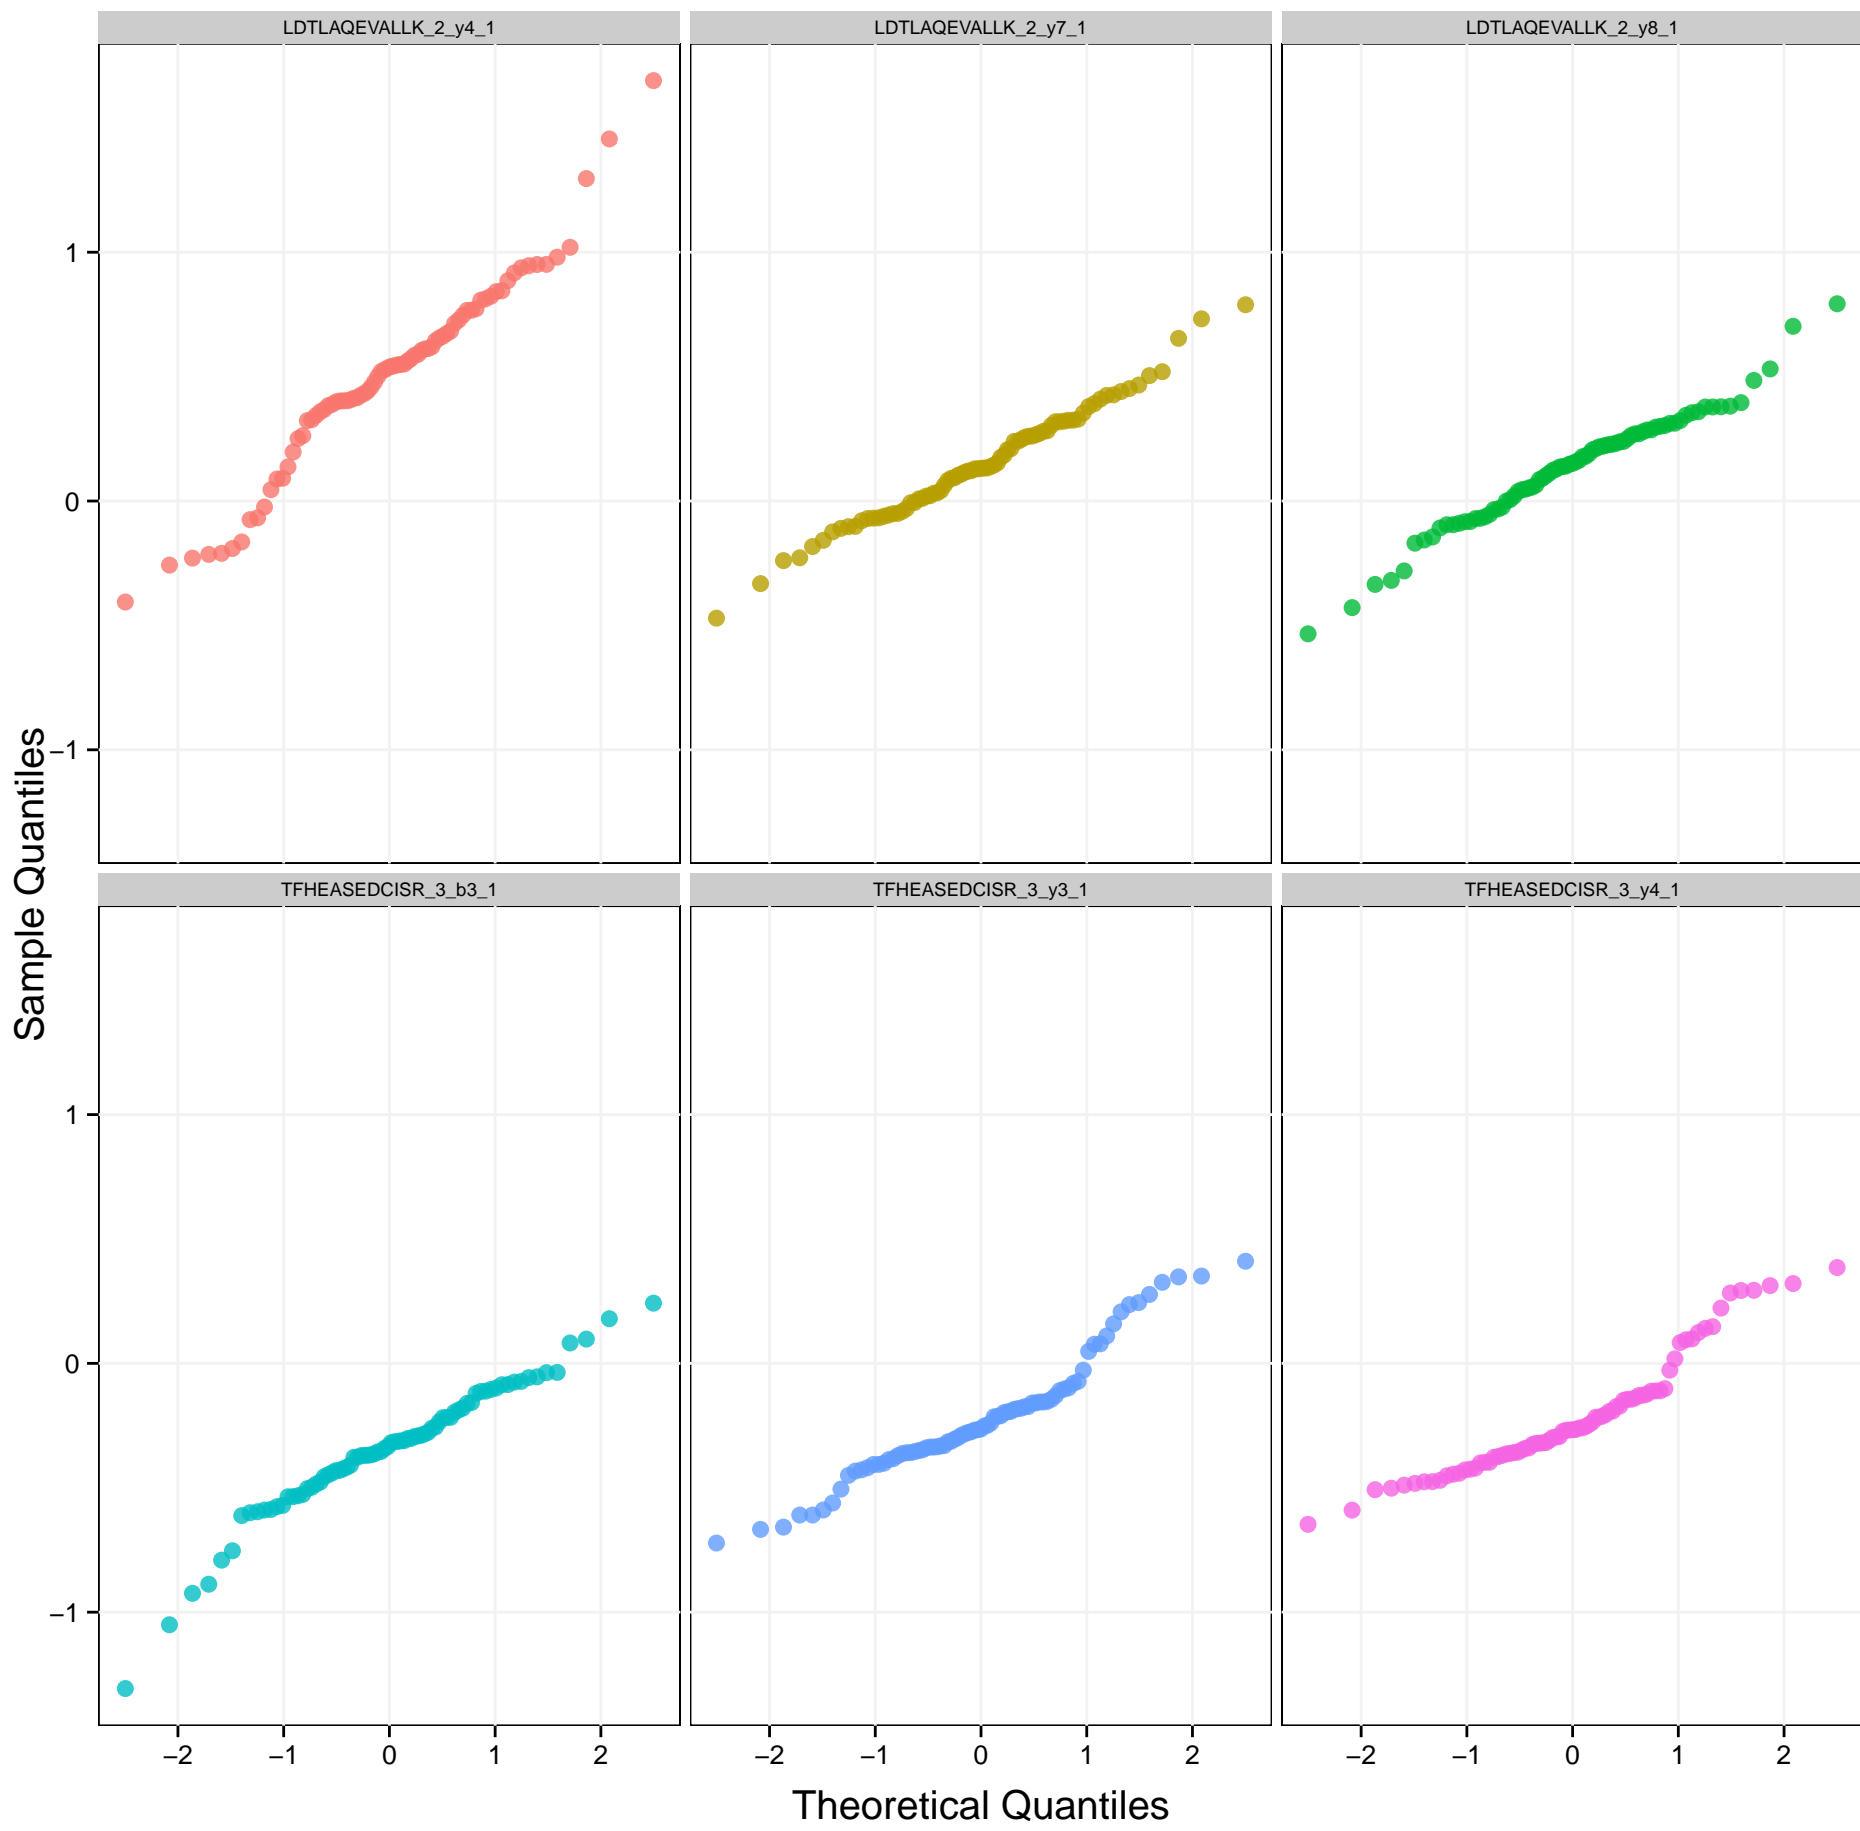 LDTLAQEVALLK_2_y4_1
LDTLAQEVALLK_2_y7_1
LDTLAQEVALLK_2_y8_1
1
0
−1
Sample Quantiles
TFHEASEDCISR_3_b3_1
TFHEASEDCISR_3_y3_1
TFHEASEDCISR_3_y4_1
1
0
−1
−2 −1 0 1 2
−2 −1 0 1 2
−2 −1 0 1 2
Theoretical Quantiles